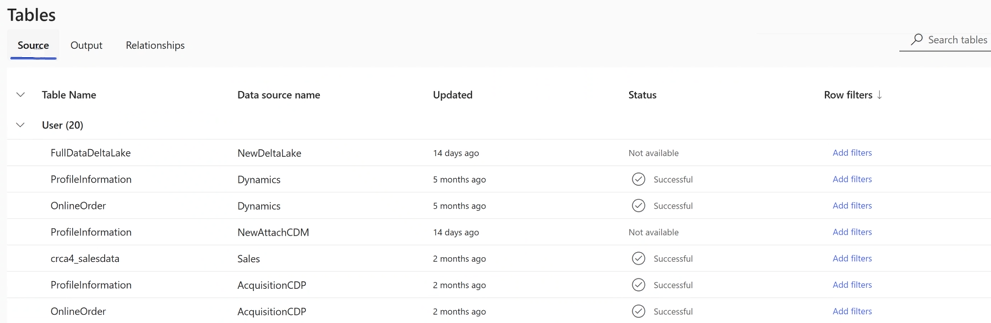 Tables
Source Output Relationships
Search tables
Table Name Data source name Updated Status Row filters ↓
User (20)
FullDataDeltaLake NewDeltaLake 14 days ago Not available Add filters
ProfileInformation Dynamics 5 months ago Successful Add filters
OnlineOrder Dynamics 5 months ago Successful Add filters
ProfileInformation NewAttachCDM 14 days ago Not available Add filters
crca4_salesdata Sales 2 months ago Successful Add filters
ProfileInformation AcquisitionCDP 2 months ago Successful Add filters
OnlineOrder AcquisitionCDP 2 months ago Successful Add filters